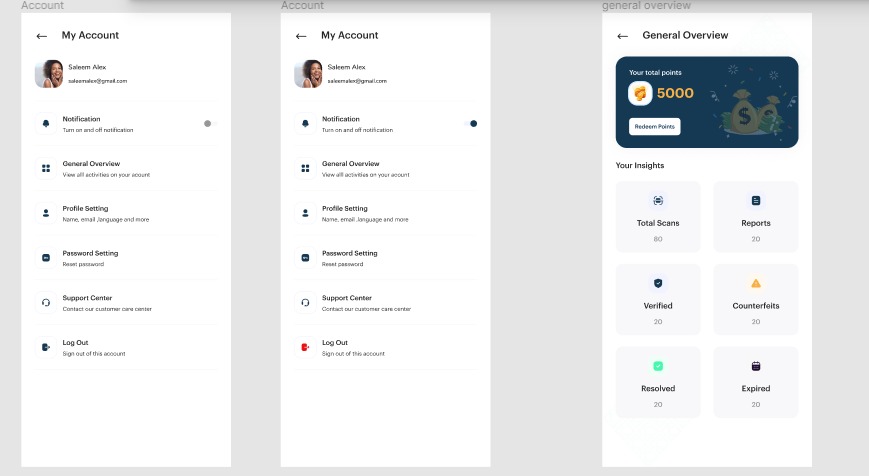 Account
My Account
Saleem Alex
saleemalex@gmail.com
Notification
Turn on and off notification
General Overview
View alll activities on your acount
Profile Setting
Name, email ,language and more
Password Setting
Reset password
Support Center
Contact our customer care center
Log Out
Sign out of this account
Account
My Account
Saleem Alex
saleemalex@gmail.com
Notification
Turn on and off notification
General Overview
View alll activities on your acount
Profile Setting
Name, email ,language and more
Password Setting
Reset password
Support Center
Contact our customer care center
Log Out
Sign out of this account
general overview
General Overview
Your total points
5000
Redeem Points
$
Your Insights
Total Scans
80
Reports
20
Verified
20
Counterfeits
20
Resolved
20
Expired
20